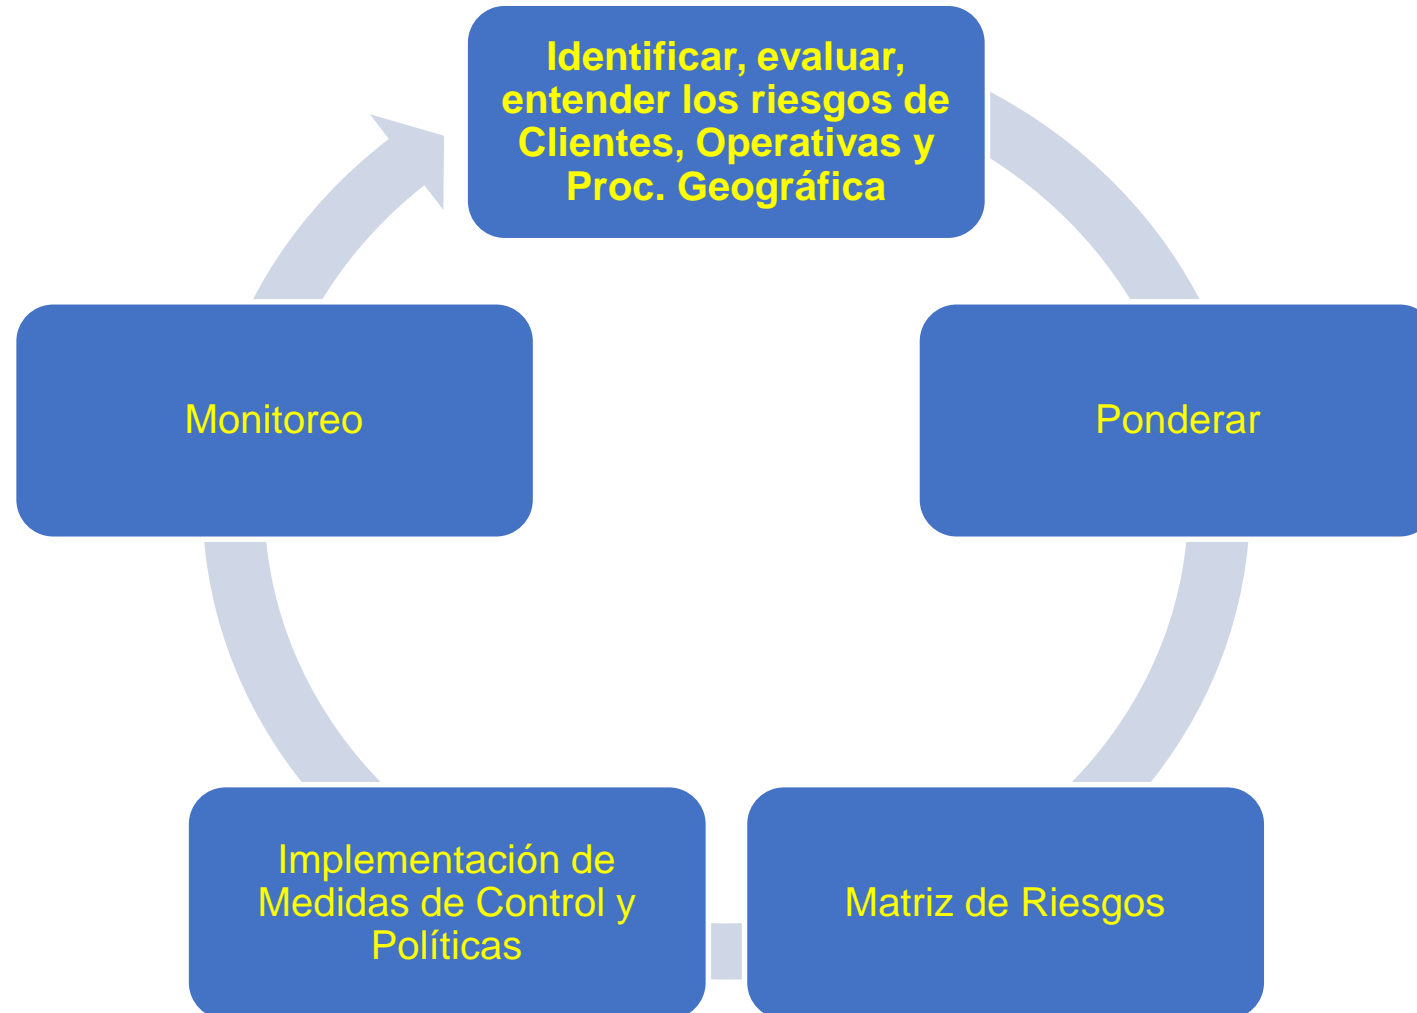 Identificar, evaluar,
entender los riesgos de
Clientes, Operativas y
Proc. Geográfica
Ponderar
Matriz de Riesgos
Implementación de
Medidas de Control y
Políticas
Monitoreo